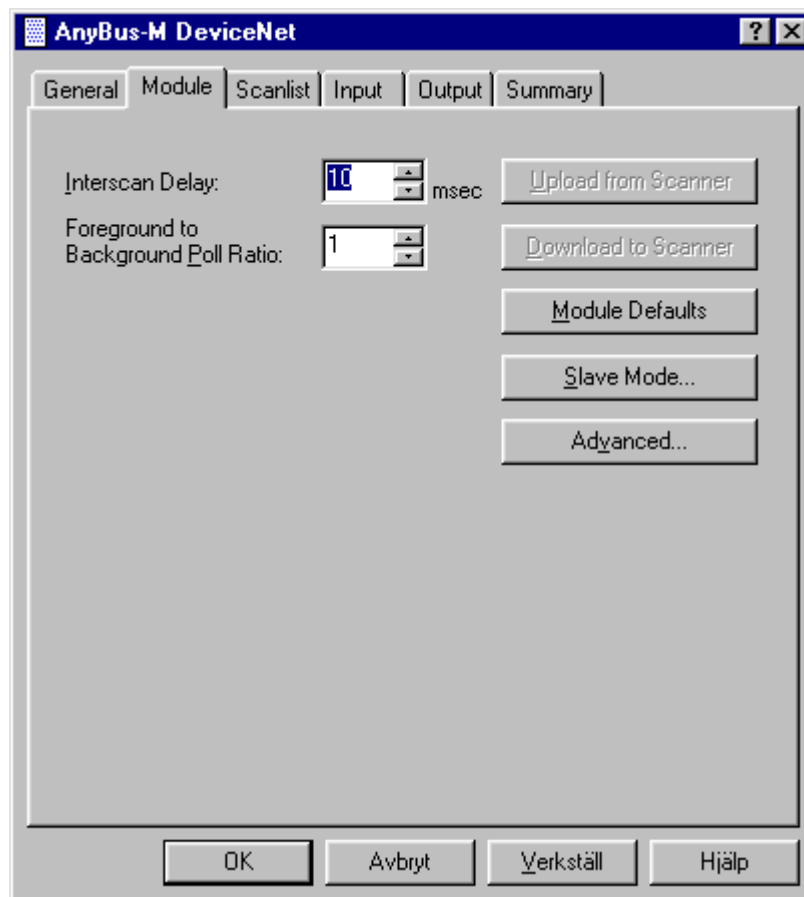 AnyBus-M DeviceNet
General Module Scanlist Input Output Summary
Interscan Delay: 10 msec Upload from Scanner
Foreground to
Background Poll Ratio: 1 Download to Scanner
Module Defaults
Slave Mode...
Advanced...
OK Avbryt Verkställ Hjälp